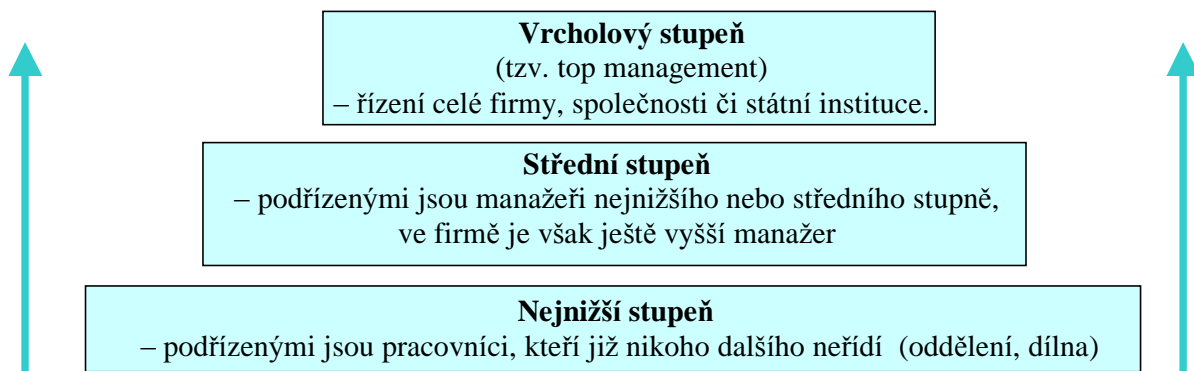 Vrcholový stupeň
(tzv. top management)
– řízení celé firmy, společnosti či státní instituce.
Střední stupeň
– podřízenými jsou manažeři nejnižšího nebo středního stupně,
ve firmě je však ještě vyšší manažer
Nejnižší stupeň
– podřízenými jsou pracovníci, kteří již nikoho dalšího neřídí (oddělení, dílna)